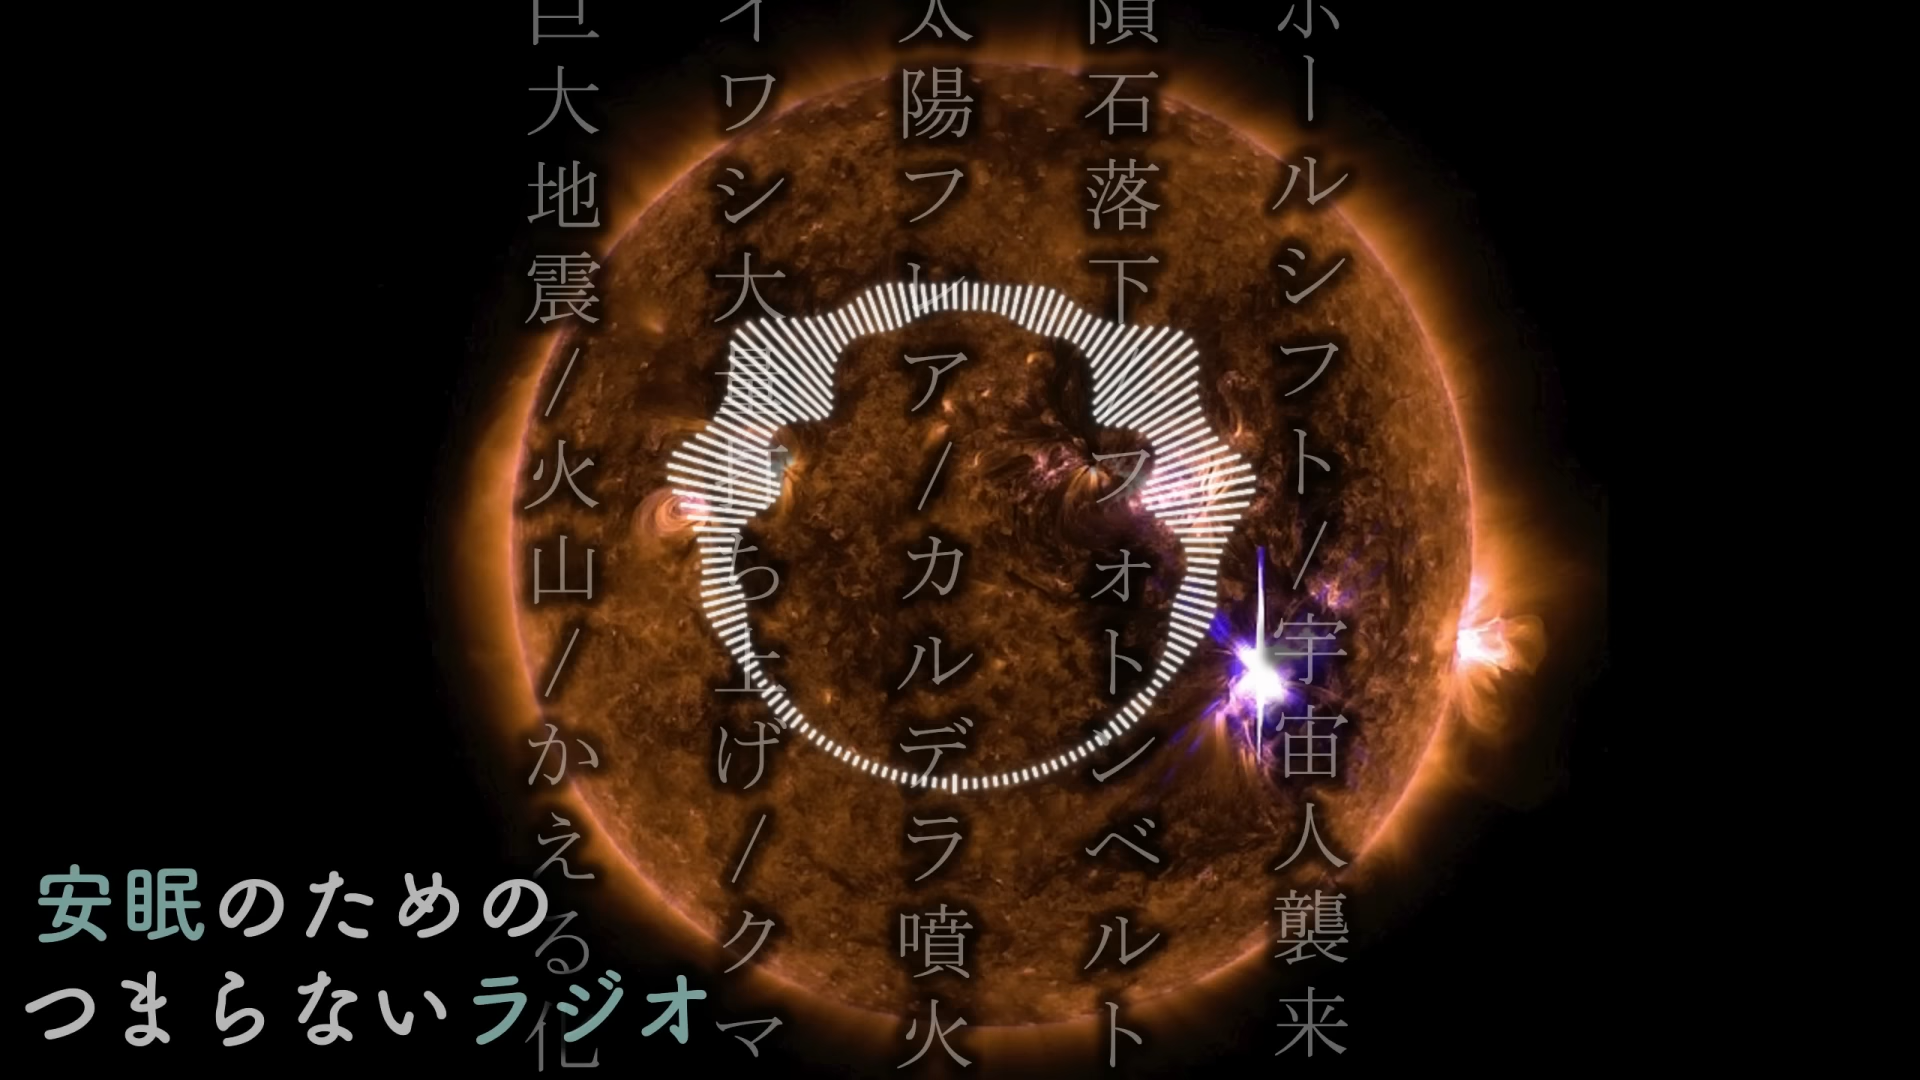 ポールシフト/宇宙人襲来
隕石落下/フォトンベルト
太陽フレア/カルデラ噴火
イワシ大量打ち上げ/クマ
巨大地震/火山/かえる化
安眠のための
つまらないラジオ